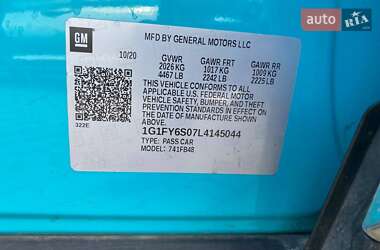 auto RIA.com
GM
MFD BY GENERAL MOTORS LLC
10/20
GVWR GAWR FRT GAWR RR
2026 KG 1017 KG 1009 KG
4467 LB 2242 LB 2225 LB
THIS VEHICLE CONFORMS TO ALL
APPLICABLE U.S. FEDERAL MOTOR
VEHICLE SAFETY, BUMPER, AND THEFT
PREVENTION STANDARDS IN EFFECT
ON THE DATE OF MANUFACTURE
SHOWN ABOVE.
322E
1G1FY6S07L4145044
TYPE: PASS CAR
MODEL: 741FB48